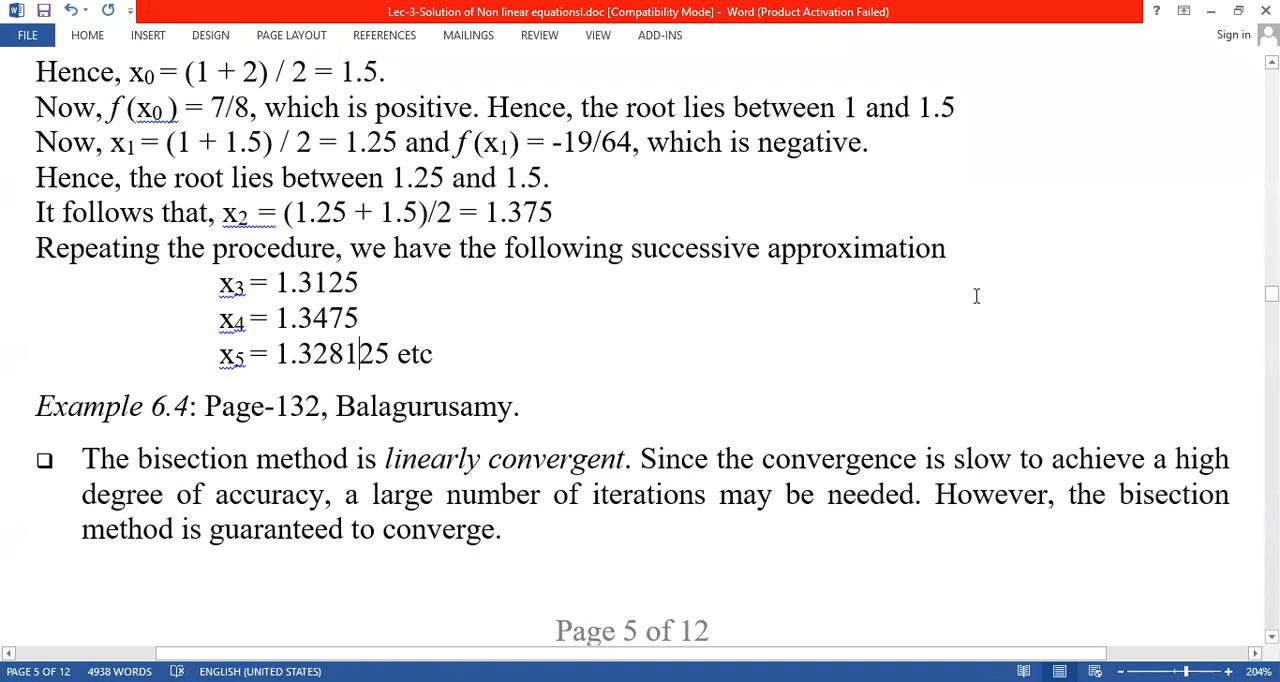 Lec-3-Solution of Non linear equationsl.doc [Compatibility Mode] - Word (Product Activation Failed)
FILE HOME INSERT DESIGN PAGE LAYOUT REFERENCES MAILINGS REVIEW VIEW ADD-INS Sign in
Hence, x₀ = (1 + 2) / 2 = 1.5.
Now, f (x₀ ) = 7/8, which is positive. Hence, the root lies between 1 and 1.5
Now, x₁ = (1 + 1.5) / 2 = 1.25 and f (x₁) = -19/64, which is negative.
Hence, the root lies between 1.25 and 1.5.
It follows that, x₂ = (1.25 + 1.5)/2 = 1.375
Repeating the procedure, we have the following successive approximation
x₃ = 1.3125
x₄ = 1.3475
x₅ = 1.328125 etc
Example 6.4: Page-132, Balagurusamy.
❑ The bisection method is linearly convergent. Since the convergence is slow to achieve a high
degree of accuracy, a large number of iterations may be needed. However, the bisection
method is guaranteed to converge.
Page 5 of 12
PAGE 5 OF 12 4938 WORDS ENGLISH (UNITED STATES) 204%